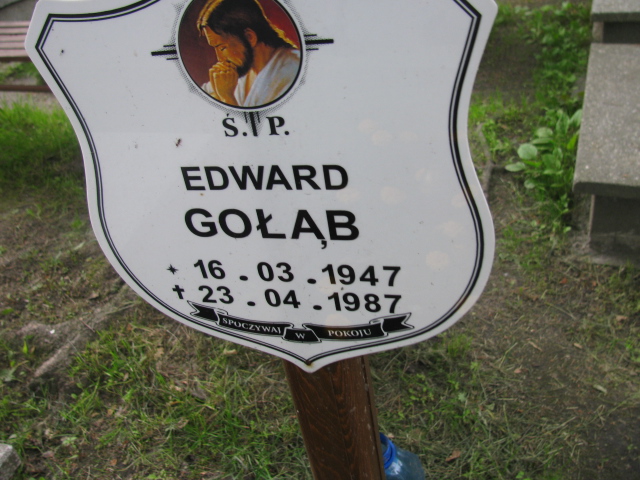 Ś. P.
EDWARD
GOŁĄB
* 16.03.1947
✝ 23.04.1987
SPOCZYWAJ W POKOJU